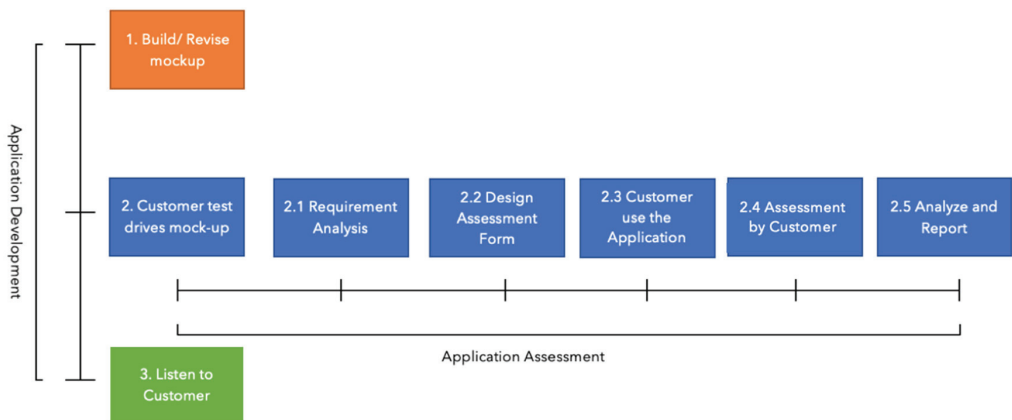 1. Build/ Revise
mockup
Application Development
2. Customer test
drives mock-up
2.1 Requirement
Analysis
2.2 Design
Assessment
Form
2.3 Customer
use the
Application
2.4 Assessment
by Customer
2.5 Analyze and
Report
Application Assessment
3. Listen to
Customer